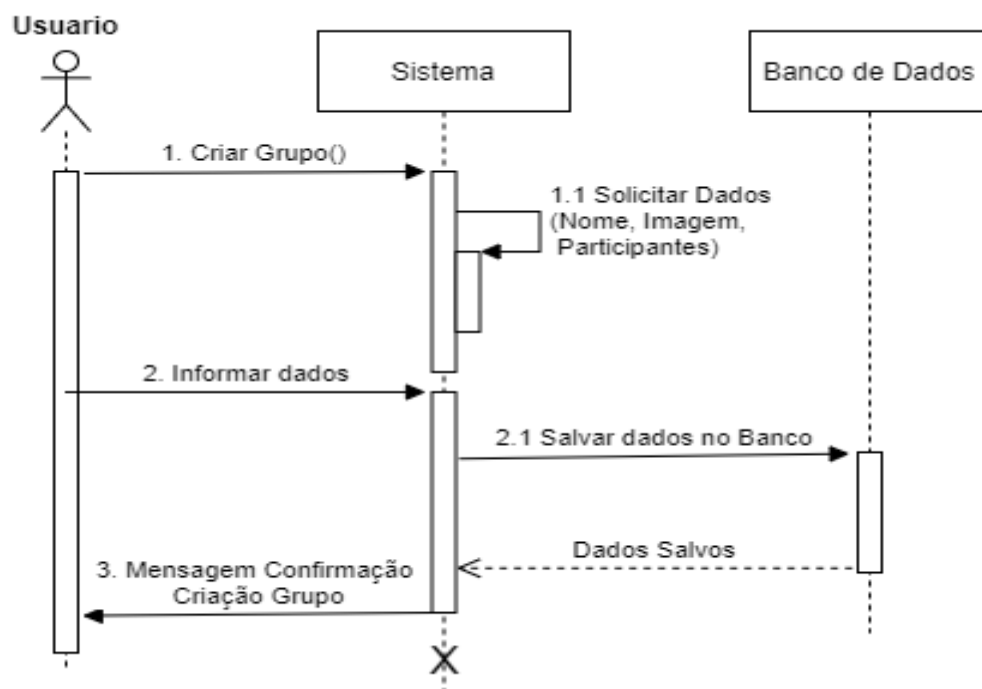 Usuario
Sistema
Banco de Dados
1. Criar Grupo()
1.1 Solicitar Dados
(Nome, Imagem,
Participantes)
2. Informar dados
2.1 Salvar dados no Banco
Dados Salvos
3. Mensagem Confirmação
Criação Grupo